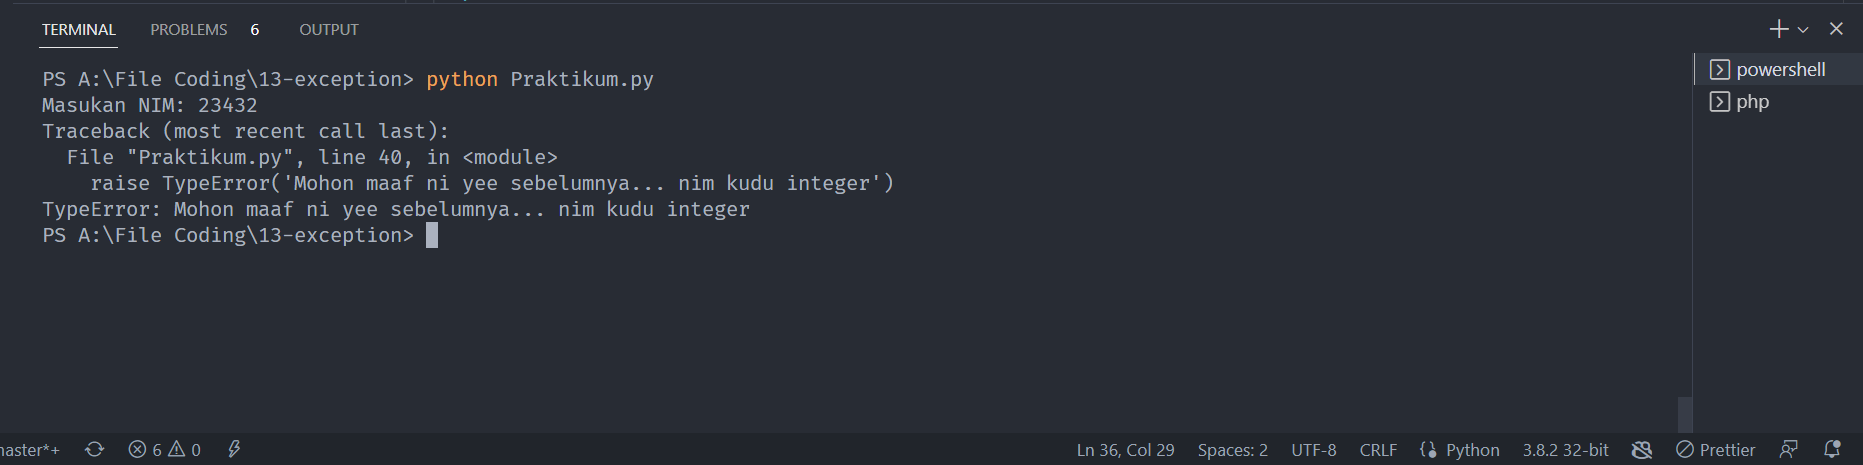 TERMINAL PROBLEMS 6 OUTPUT
PS A:\File Coding\13-exception> python Praktikum.py
Masukan NIM: 23432
Traceback (most recent call last):
  File "Praktikum.py", line 40, in <module>
    raise TypeError('Mohon maaf ni yee sebelumnya... nim kudu integer')
TypeError: Mohon maaf ni yee sebelumnya... nim kudu integer
PS A:\File Coding\13-exception>
powershell
php
naster*+ 6 0 Ln 36, Col 29 Spaces: 2 UTF-8 CRLF Python 3.8.2 32-bit Prettier